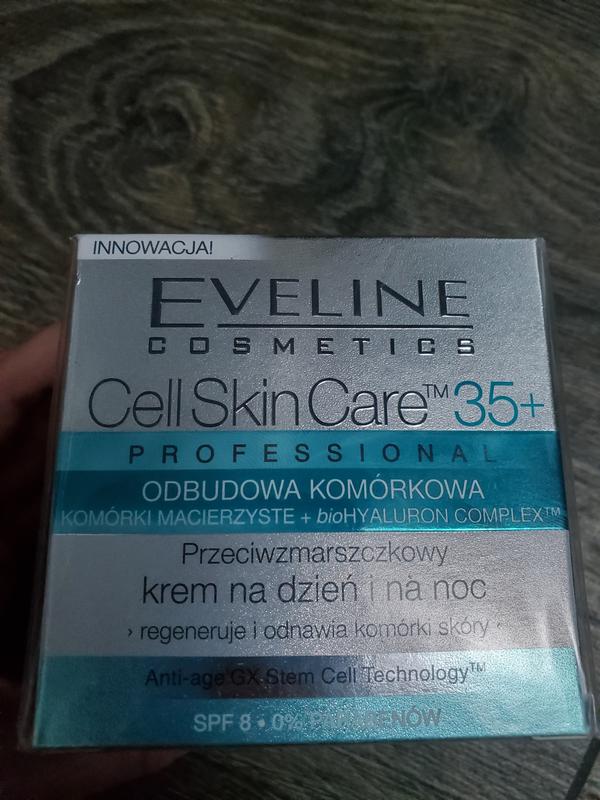 INNOWACJA!
EVELINE
COSMETICS
Cell Skin Care™ 35+
PROFESSIONAL
ODBUDOWA KOMÓRKOWA
KOMÓRKI MACIERZYSTE + bioHYALURON COMPLEX™
Przeciwzmarszczkowy
krem na dzień i na noc
› regeneruje i odnawia komórki skóry ‹
Anti-age GX Stem Cell Technology™
SPF 8 • 0% PARABENÓW